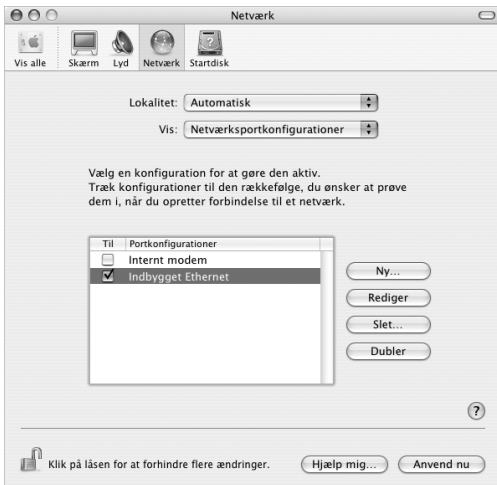 Netværk
Vis alle Skærm Lyd Netværk Startdisk
Lokalitet: Automatisk
Vis: Netværksportkonfigurationer
Vælg en konfiguration for at gøre den aktiv.
Træk konfigurationer til den rækkefølge, du ønsker at prøve
dem i, når du opretter forbindelse til et netværk.
Til Portkonfigurationer
Internt modem
Indbygget Ethernet
Ny...
Rediger
Slet...
Dubler
?
Klik på låsen for at forhindre flere ændringer. Hjælp mig... Anvend nu